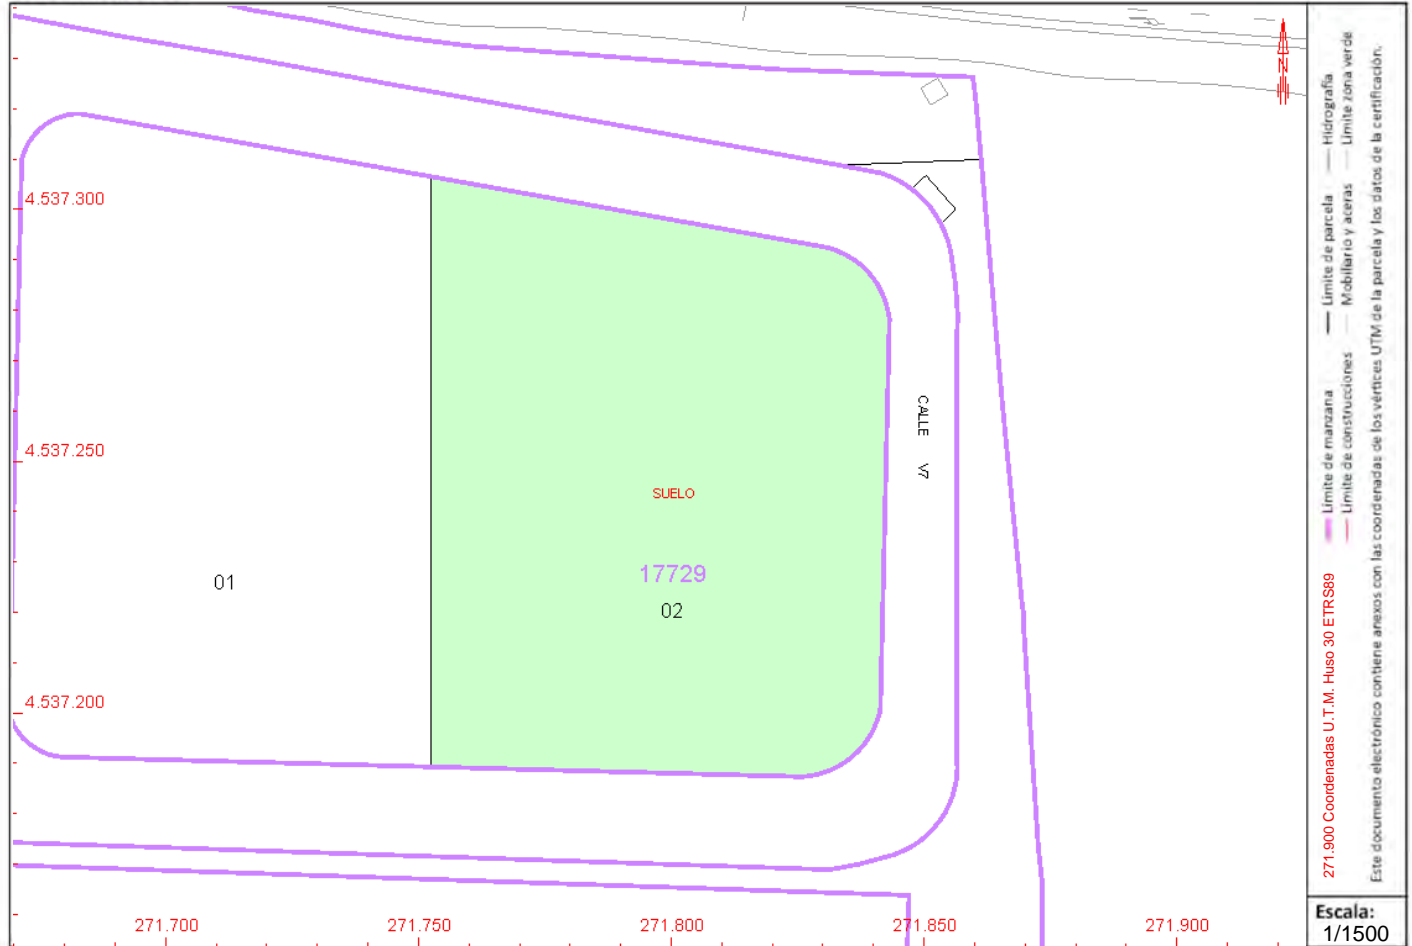 4.537.300
4.537.250
4.537.200
01
SUELO
17729
02
CALLE V7
N
271.700
271.750
271.800
271.850
271.900
271.900 Coordenadas U.T.M. Huso 30 ETRS89
Límite de manzana
Límite de parcela
Hidrografía
Límite de construcciones
Mobiliario y aceras
Límite zona verde
Este documento electrónico contiene anexos con las coordenadas de los vértices UTM de la parcela y los datos de la certificación.
Escala:
1/1500